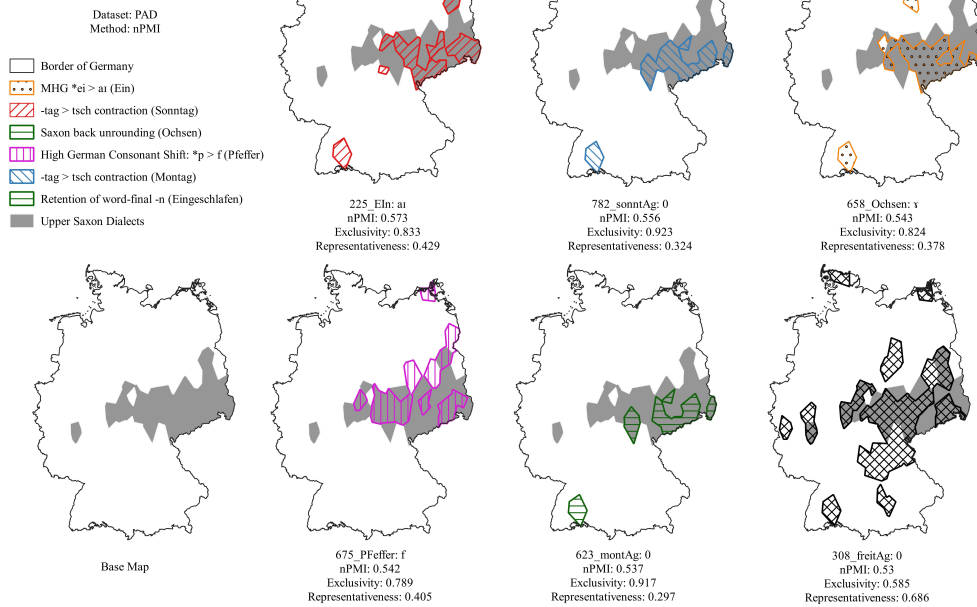 Dataset: PAD
Method: nPMI
Border of Germany
MHG *ei > aɪ (Ein)
-tag > tsch contraction (Sonntag)
Saxon back unrounding (Ochsen)
High German Consonant Shift: *p > f (Pfeffer)
-tag > tsch contraction (Montag)
Retention of word-final -n (Eingeschlafen)
Upper Saxon Dialects
225_EIn: aɪ
nPMI: 0.573
Exclusivity: 0.833
Representativeness: 0.429
782_sonntAg: 0
nPMI: 0.556
Exclusivity: 0.923
Representativeness: 0.324
658_Ochsen: ɤ
nPMI: 0.543
Exclusivity: 0.824
Representativeness: 0.378
Base Map
675_PFeffer: f
nPMI: 0.542
Exclusivity: 0.789
Representativeness: 0.405
623_montAg: 0
nPMI: 0.537
Exclusivity: 0.917
Representativeness: 0.297
308_freitAg: 0
nPMI: 0.53
Exclusivity: 0.585
Representativeness: 0.686